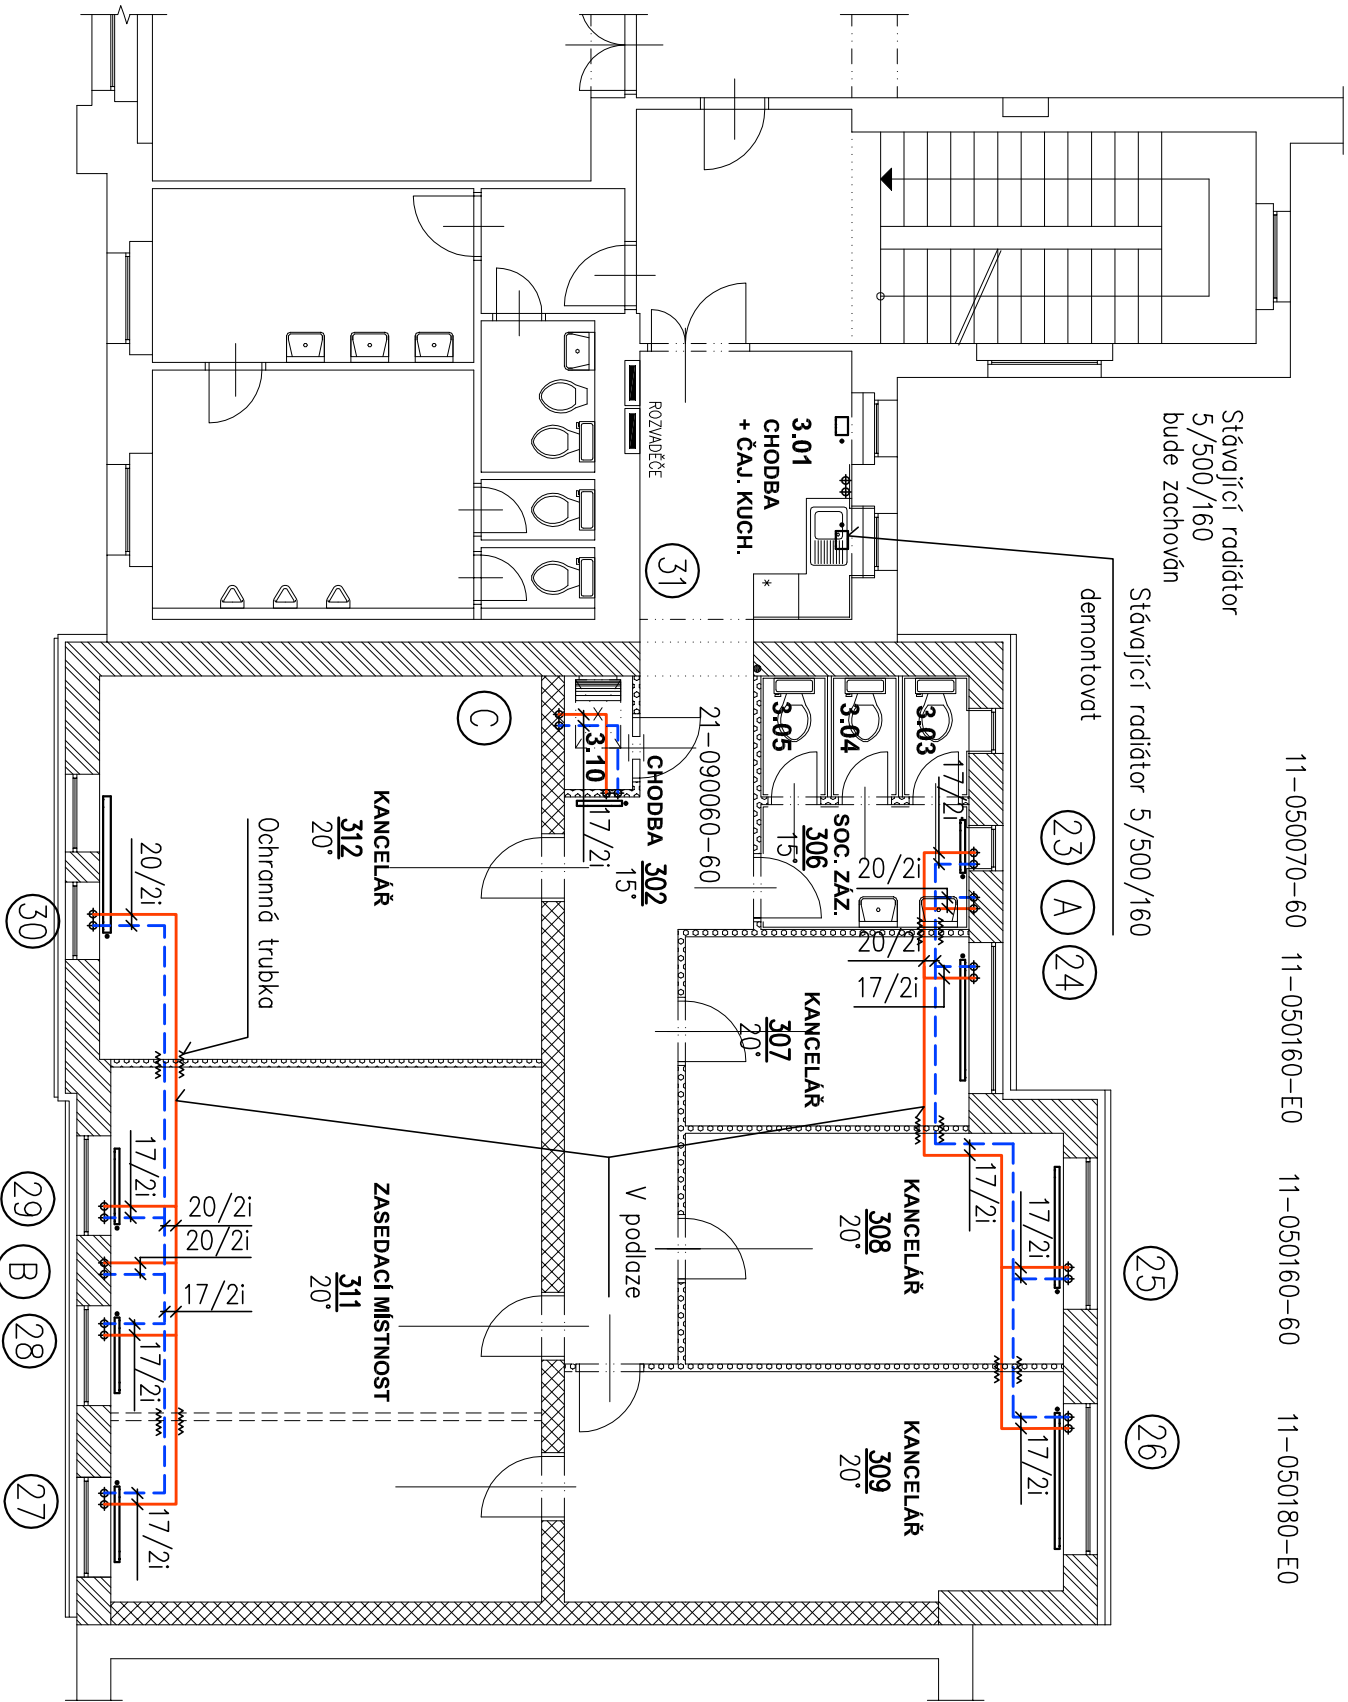 11-050070-60
11-050160-E0
11-050160-60
11-050180-E0
Stávající radiátor
5/500/160
bude zachován
Stávající radiátor 5/500/160
demontovat
23
A
24
25
26
3.01
CHODBA
+ ČAJ. KUCH.
ROZVADĚČE
*
31
3.03
3.04
3.05
17/2i
SOC. ZÁZ.
306
15°
20/2i
20/2i
17/2i
KANCELÁŘ
307
20°
17/2i
17/2i
KANCELÁŘ
308
20°
17/2i
KANCELÁŘ
309
20°
21-090060-60
CHODBA 302
15°
3.10
17/2i
C
V podlaze
KANCELÁŘ
312
20°
Ochranná trubka
20/2i
ZASEDACÍ MÍSTNOST
311
20°
17/2i
20/2i
20/2i
17/2i
17/2i
17/2i
30
29
B
28
27